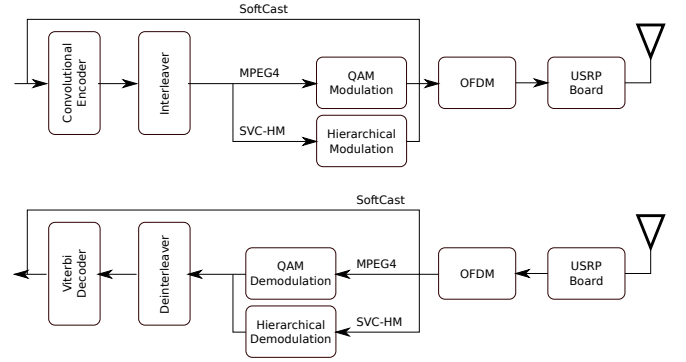 SoftCast
Convolutional
Encoder
Interleaver
MPEG4
QAM
Modulation
SVC-HM
Hierarchical
Modulation
OFDM
USRP
Board
SoftCast
Viterbi
Decoder
Deinterleaver
QAM
Demodulation
MPEG4
Hierarchical
Demodulation
SVC-HM
OFDM
USRP
Board